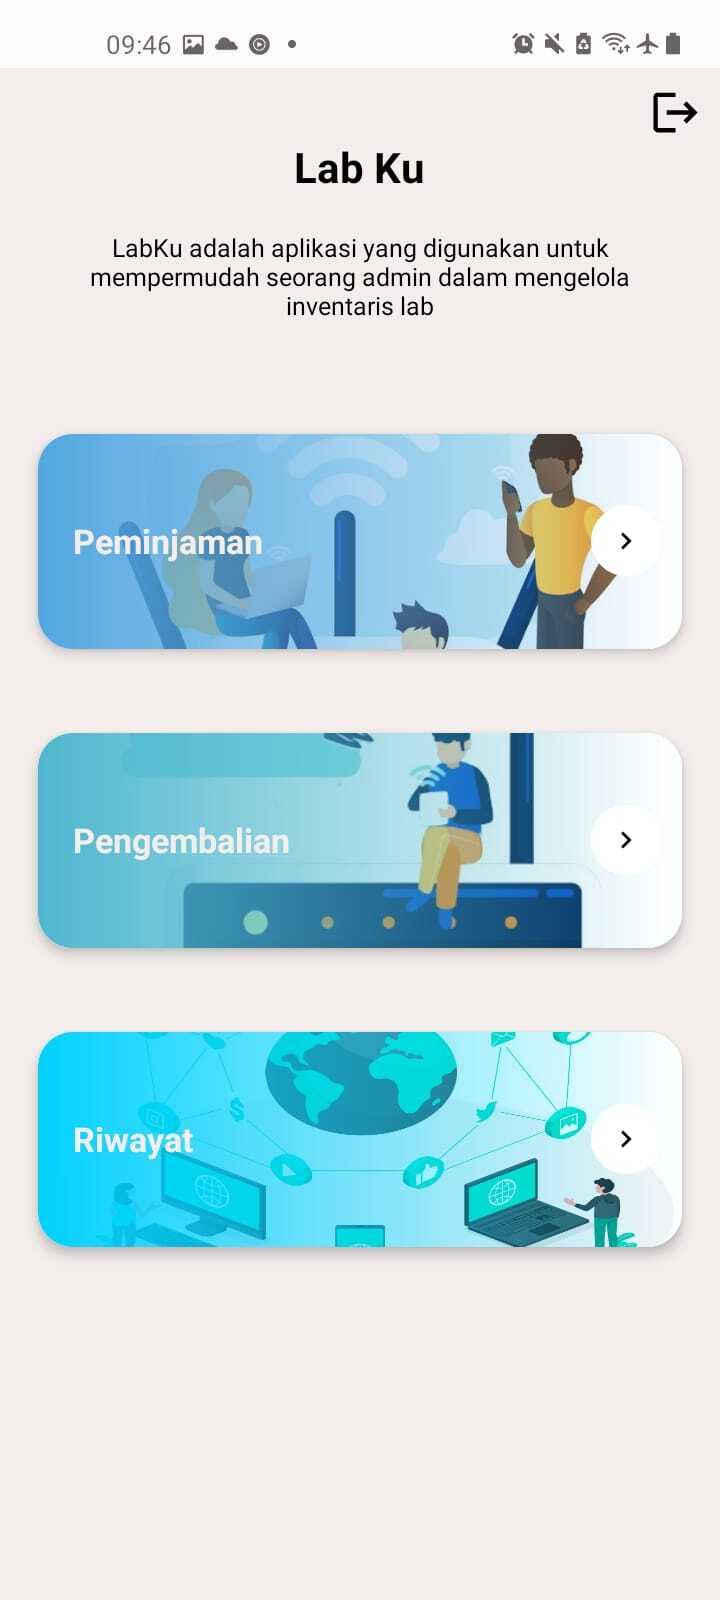 09:46
Lab Ku
LabKu adalah aplikasi yang digunakan untuk
mempermudah seorang admin dalam mengelola
inventaris lab
Peminjaman
Pengembalian
Riwayat